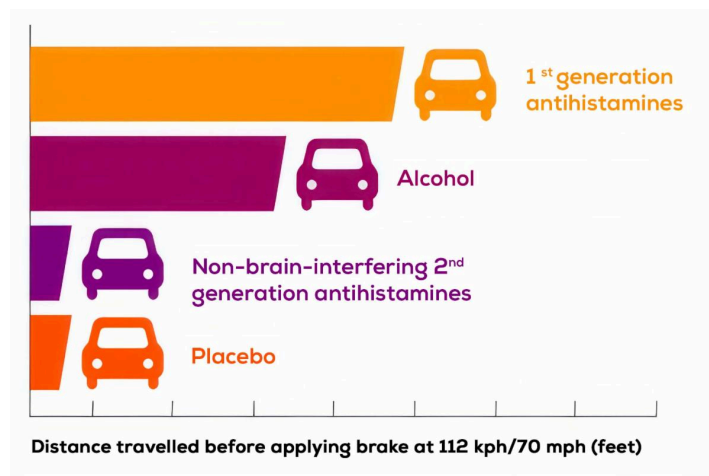 1 st generation
antihistamines
Alcohol
Non-brain-interfering 2nd
generation antihistamines
Placebo
Distance travelled before applying brake at 112 kph/70 mph (feet)